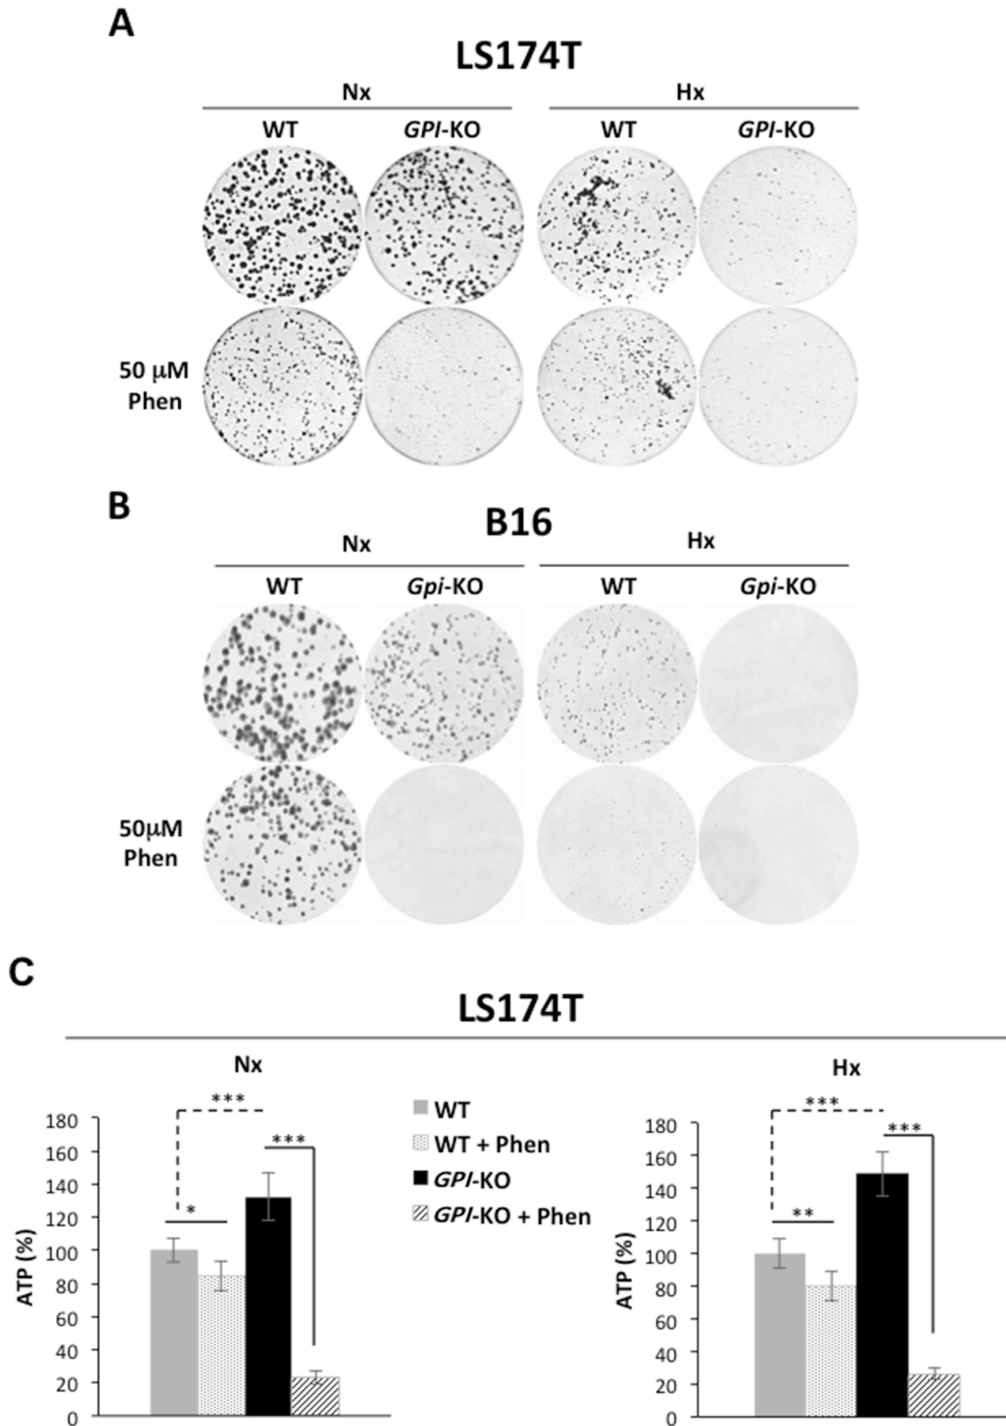 A
LS174T
Nx Hx
WT GPI-KO WT GPI-KO
50 μM
Phen
B
B16
Nx Hx
WT Gpi-KO WT Gpi-KO
50μM
Phen
C
LS174T
Nx
ATP (%)
180
160
140
120
100
80
60
40
20
0
***
***
*
WT
WT + Phen
GPI-KO
GPI-KO + Phen
Hx
ATP (%)
180
160
140
120
100
80
60
40
20
0
***
***
**